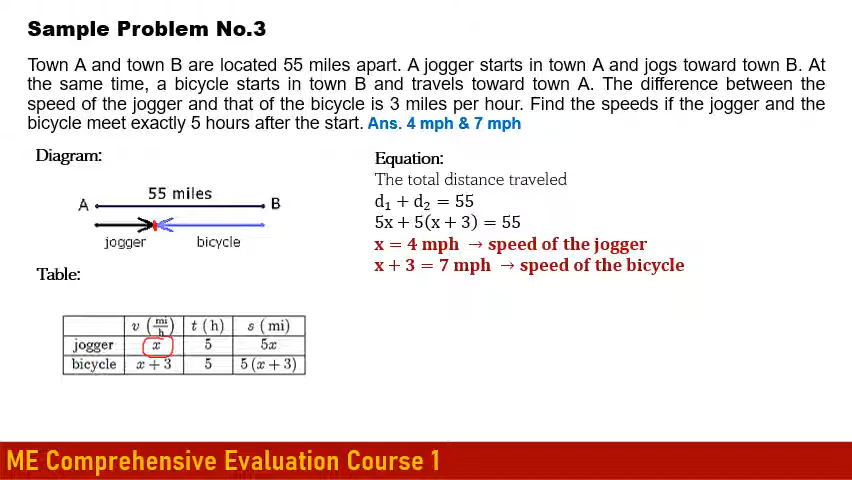 Sample Problem No.3
Town A and town B are located 55 miles apart. A jogger starts in town A and jogs toward town B. At
the same time, a bicycle starts in town B and travels toward town A. The difference between the
speed of the jogger and that of the bicycle is 3 miles per hour. Find the speeds if the jogger and the
bicycle meet exactly 5 hours after the start. Ans. 4 mph & 7 mph
Diagram:
55 miles
A B
jogger bicycle
Equation:
The total distance traveled
d₁ + d₂ = 55
5x + 5(x + 3) = 55
x = 4 mph → speed of the jogger
x + 3 = 7 mph → speed of the bicycle
Table:
v (mi/h) t (h) s (mi)
jogger x 5 5x
bicycle x + 3 5 5(x + 3)
ME Comprehensive Evaluation Course 1